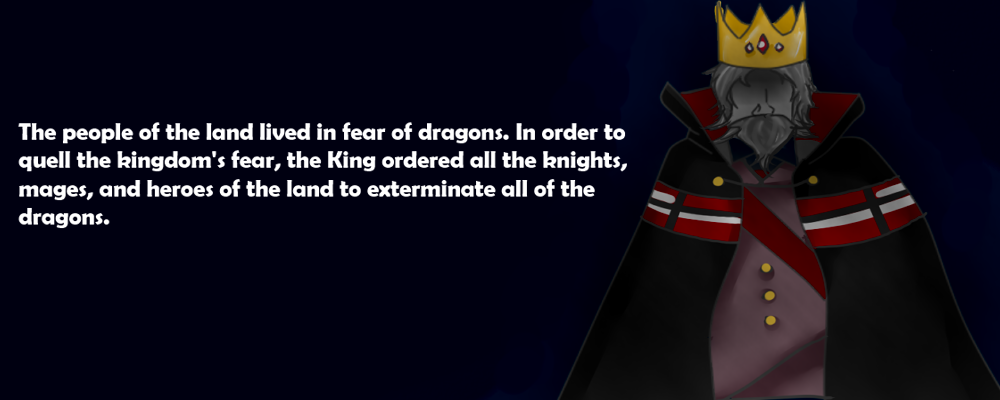 The people of the land lived in fear of dragons. In order to
quell the kingdom's fear, the King ordered all the knights,
mages, and heroes of the land to exterminate all of the
dragons.